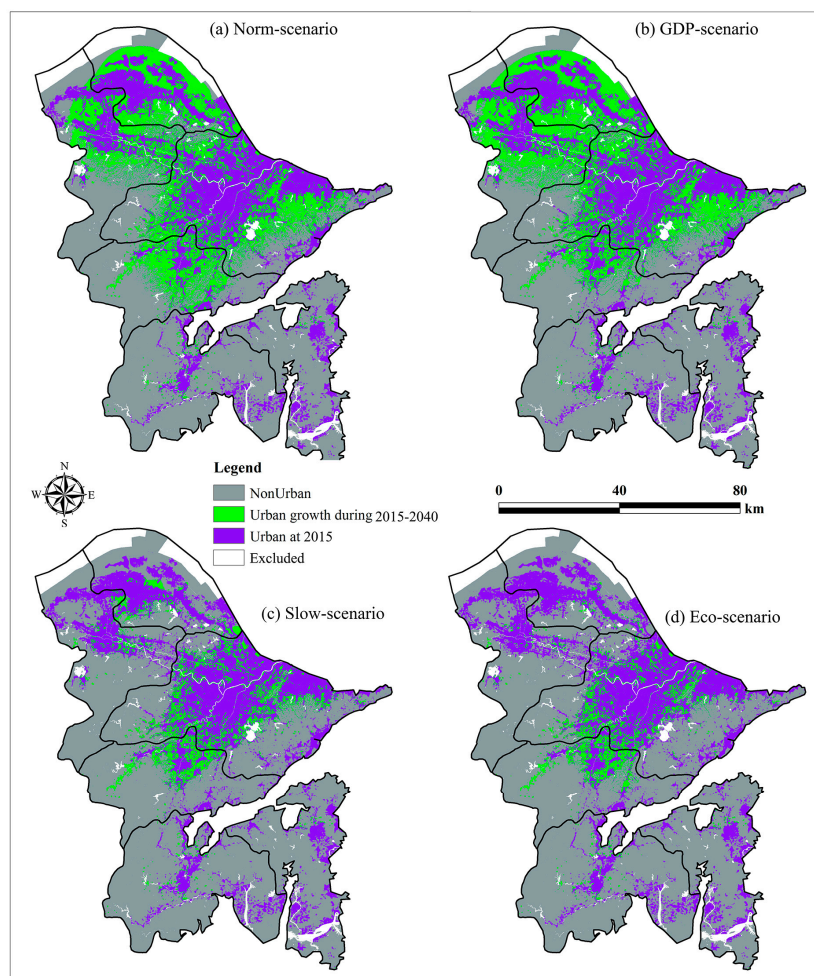 (a) Norm-scenario
(b) GDP-scenario
N
W E
S
Legend
NonUrban
Urban growth during 2015-2040
Urban at 2015
Excluded
0 40 80
km
(c) Slow-scenario
(d) Eco-scenario